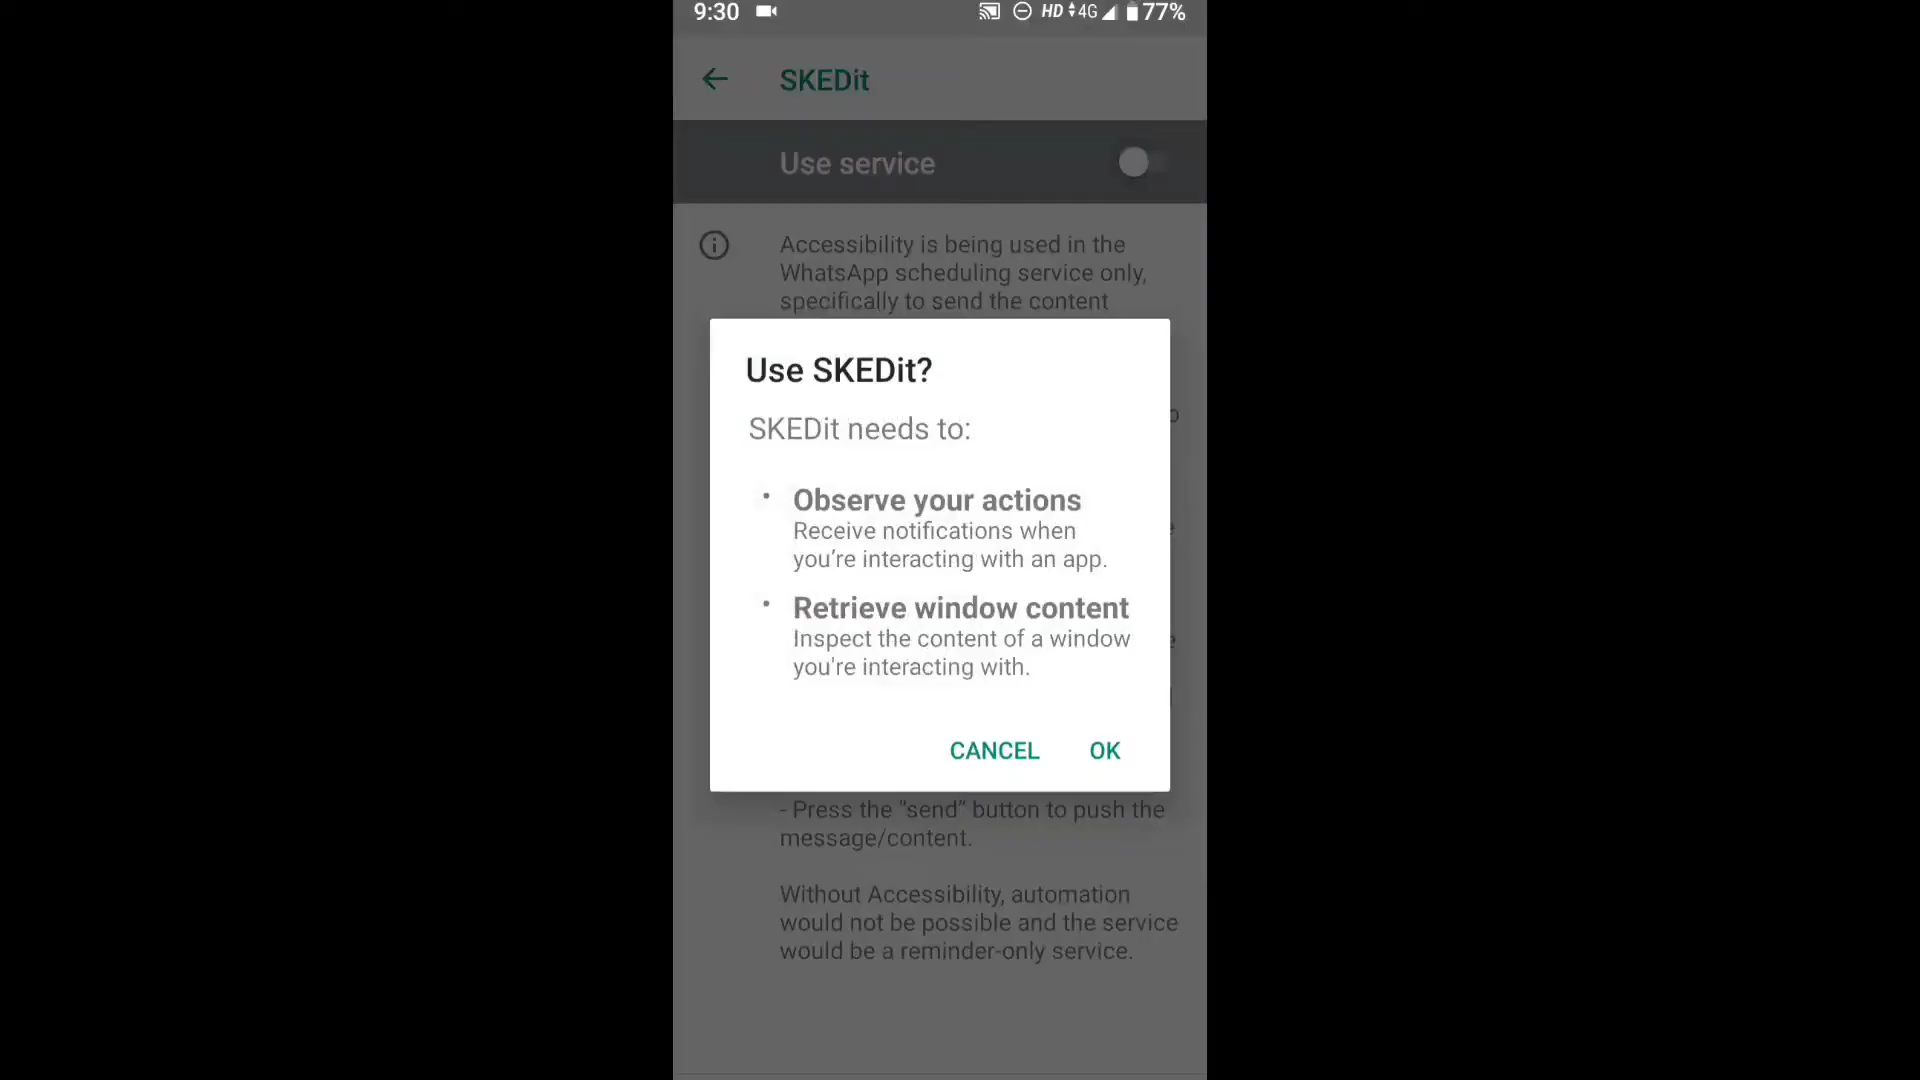 9:30 HD 4G 77%
SKEDit
Use service
Accessibility is being used in the
WhatsApp scheduling service only,
specifically to send the content
Use SKEDit?
SKEDit needs to:
• Observe your actions
Receive notifications when
you’re interacting with an app.
• Retrieve window content
Inspect the content of a window
you're interacting with.
CANCEL OK
- Press the "send” button to push the
message/content.
Without Accessibility, automation
would not be possible and the service
would be a reminder-only service.